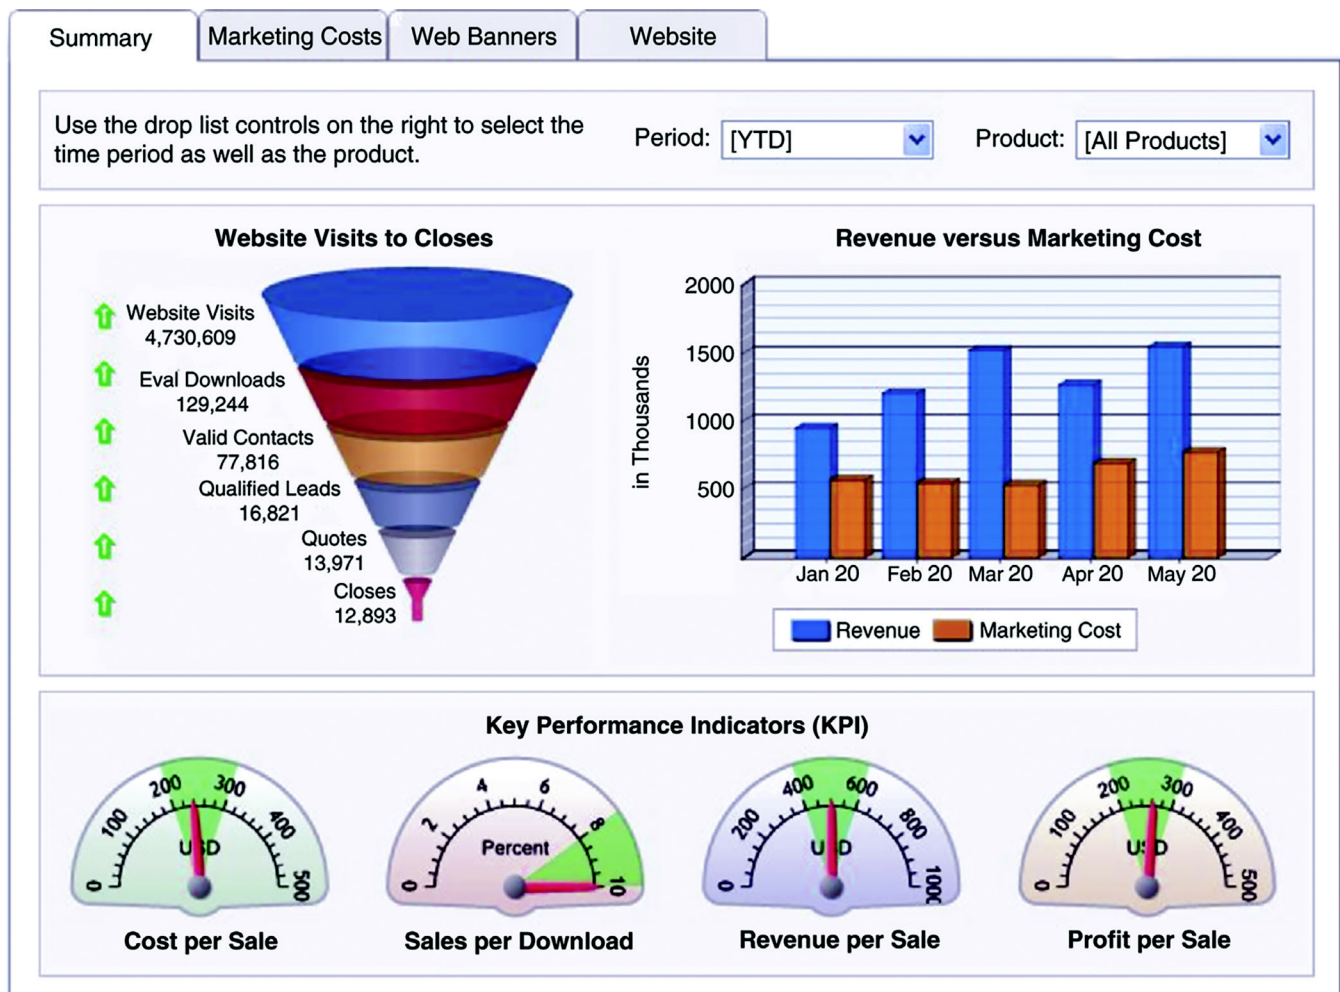 Summary
Marketing Costs
Web Banners
Website
Use the drop list controls on the right to select the
time period as well as the product.
Period: [YTD]
Product: [All Products]
Website Visits to Closes
Website Visits
4,730,609
Eval Downloads
129,244
Valid Contacts
77,816
Qualified Leads
16,821
Quotes
13,971
Closes
12,893
Revenue versus Marketing Cost
in Thousands
2000
1500
1000
500
Jan 20 Feb 20 Mar 20 Apr 20 May 20
Revenue Marketing Cost
Key Performance Indicators (KPI)
0 100 200 300 400 500
USD
Cost per Sale
0 2 4 6 8 10
Percent
Sales per Download
0 200 400 600 800 1000
USD
Revenue per Sale
0 100 200 300 400 500
USD
Profit per Sale